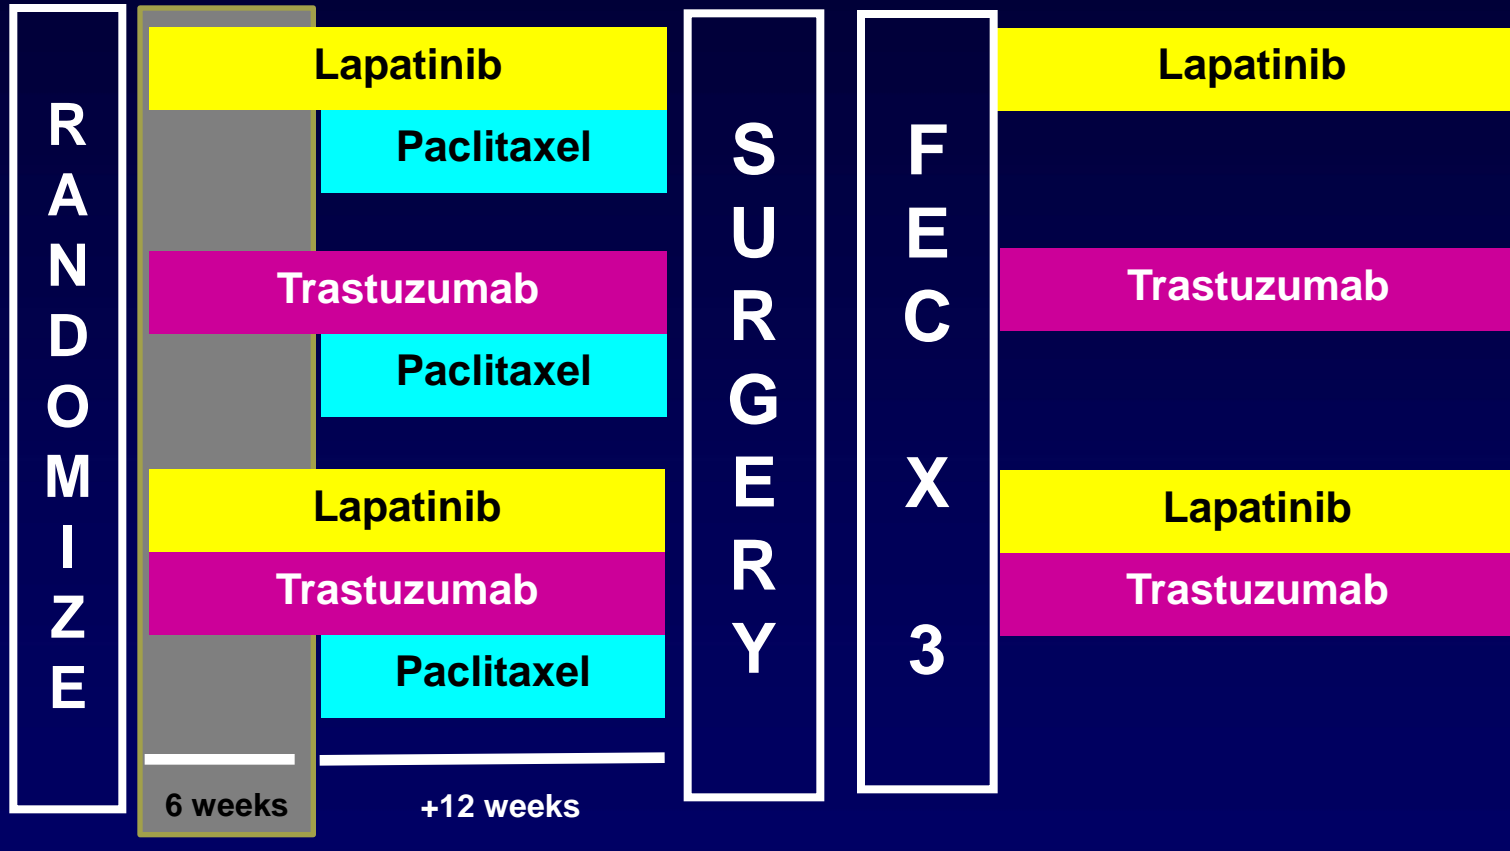 RANDOMIZE
Lapatinib
Paclitaxel
Trastuzumab
Paclitaxel
Lapatinib
Trastuzumab
Paclitaxel
6 weeks
+12 weeks
SURGERY
FEC X 3
Lapatinib
Trastuzumab
Lapatinib
Trastuzumab